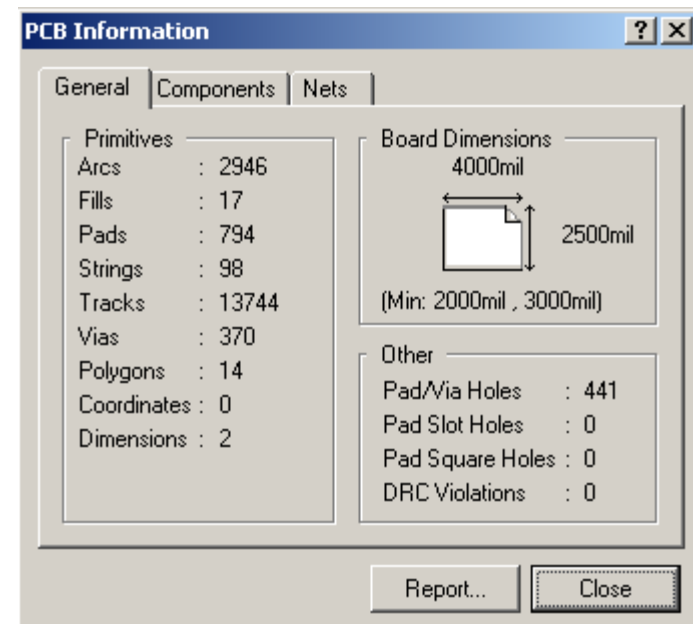 PCB Information
General Components Nets
Primitives
Arcs : 2946
Fills : 17
Pads : 794
Strings : 98
Tracks : 13744
Vias : 370
Polygons : 14
Coordinates : 0
Dimensions : 2
Board Dimensions
4000mil
2500mil
(Min: 2000mil , 3000mil)
Other
Pad/Via Holes : 441
Pad Slot Holes : 0
Pad Square Holes : 0
DRC Violations : 0
Report... Close